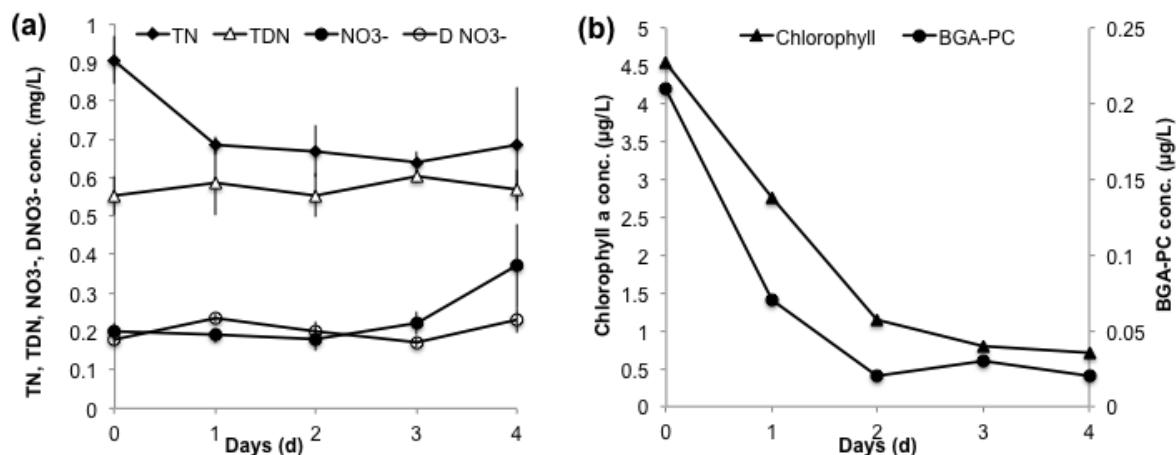 (a)
TN TDN NO3- D NO3-
TN, TDN, NO3-, DNO3- conc. (mg/L)
1
0.9
0.8
0.7
0.6
0.5
0.4
0.3
0.2
0.1
0
0 1 2 3 4
Days (d)
(b)
Chlorophyll BGA-PC
Chlorophyll a conc. (µg/L)
5
4.5
4
3.5
3
2.5
2
1.5
1
0.5
0
0 1 2 3 4
Days (d)
0.25
0.2
0.15
0.1
0.05
0
BGA-PC conc. (µg/L)